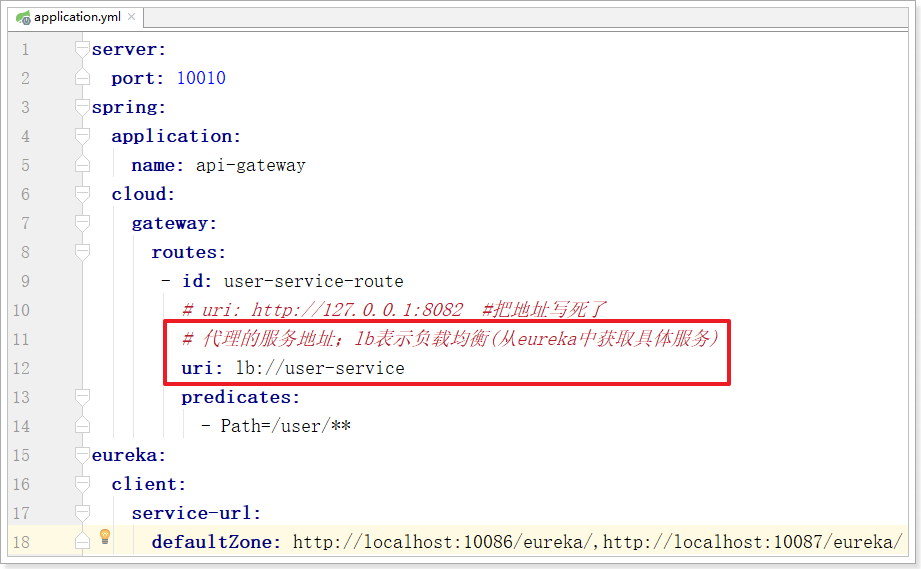 application.yml
1 server:
2   port: 10010
3 spring:
4   application:
5     name: api-gateway
6   cloud:
7     gateway:
8       routes:
9        - id: user-service-route
10          # uri: http://127.0.0.1:8082  #把地址写死了
11          # 代理的服务地址；lb表示负载均衡(从eureka中获取具体服务)
12          uri: lb://user-service
13          predicates:
14            - Path=/user/**
15 eureka:
16   client:
17     service-url:
18       defaultZone: http://localhost:10086/eureka/,http://localhost:10087/eureka/